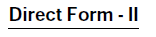 Direct Form - II